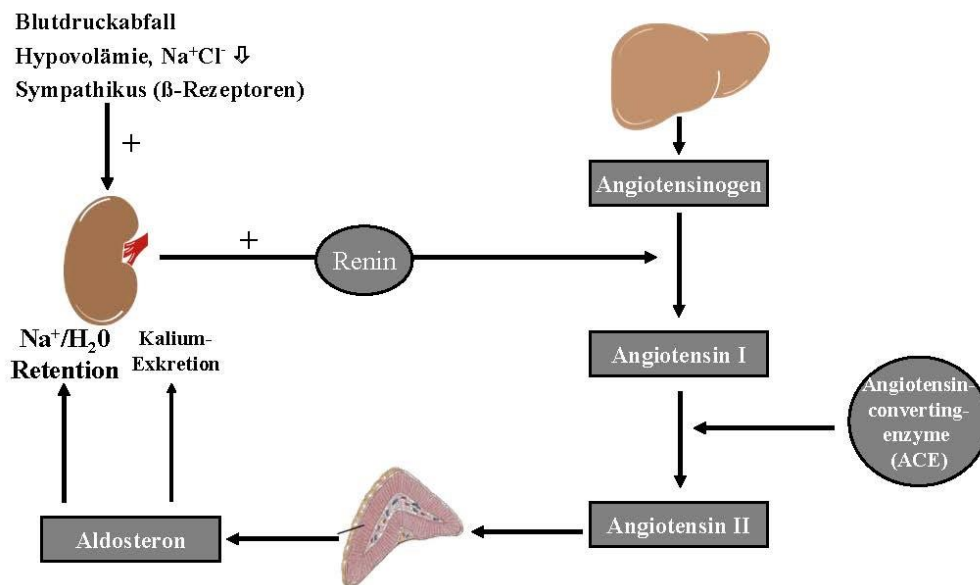 Blutdruckabfall
Hypovolämie, Na⁺Cl⁻ ⇩
Sympathikus (ß-Rezeptoren)
+
Angiotensinogen
+
Renin
Na⁺/H₂0
Retention
Kalium-
Exkretion
Angiotensin I
Angiotensin-
converting-
enzyme
(ACE)
Angiotensin II
Aldosteron